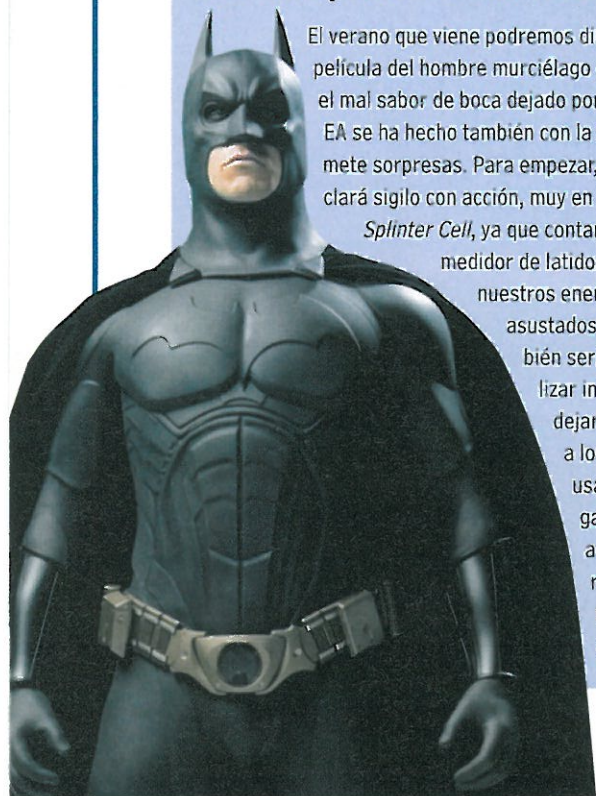 El verano que viene podremos di
película del hombre murciélago
el mal sabor de boca dejado por
EA se ha hecho también con la
mete sorpresas. Para empezar,
clará sigilo con acción, muy en
Splinter Cell, ya que contar
medidor de latido
nuestros ener
asustados
bién ser
lizar in
dejar
a lo
usa
ga
a